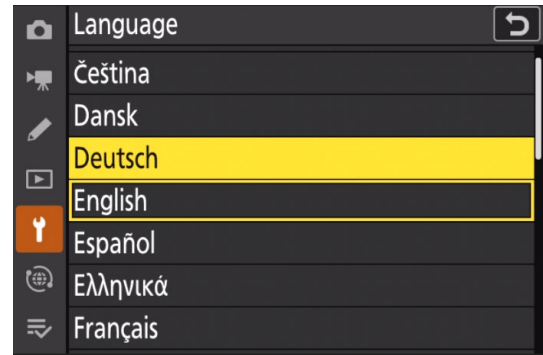 Language
Čeština
Dansk
Deutsch
English
Español
Ελληνικά
Français